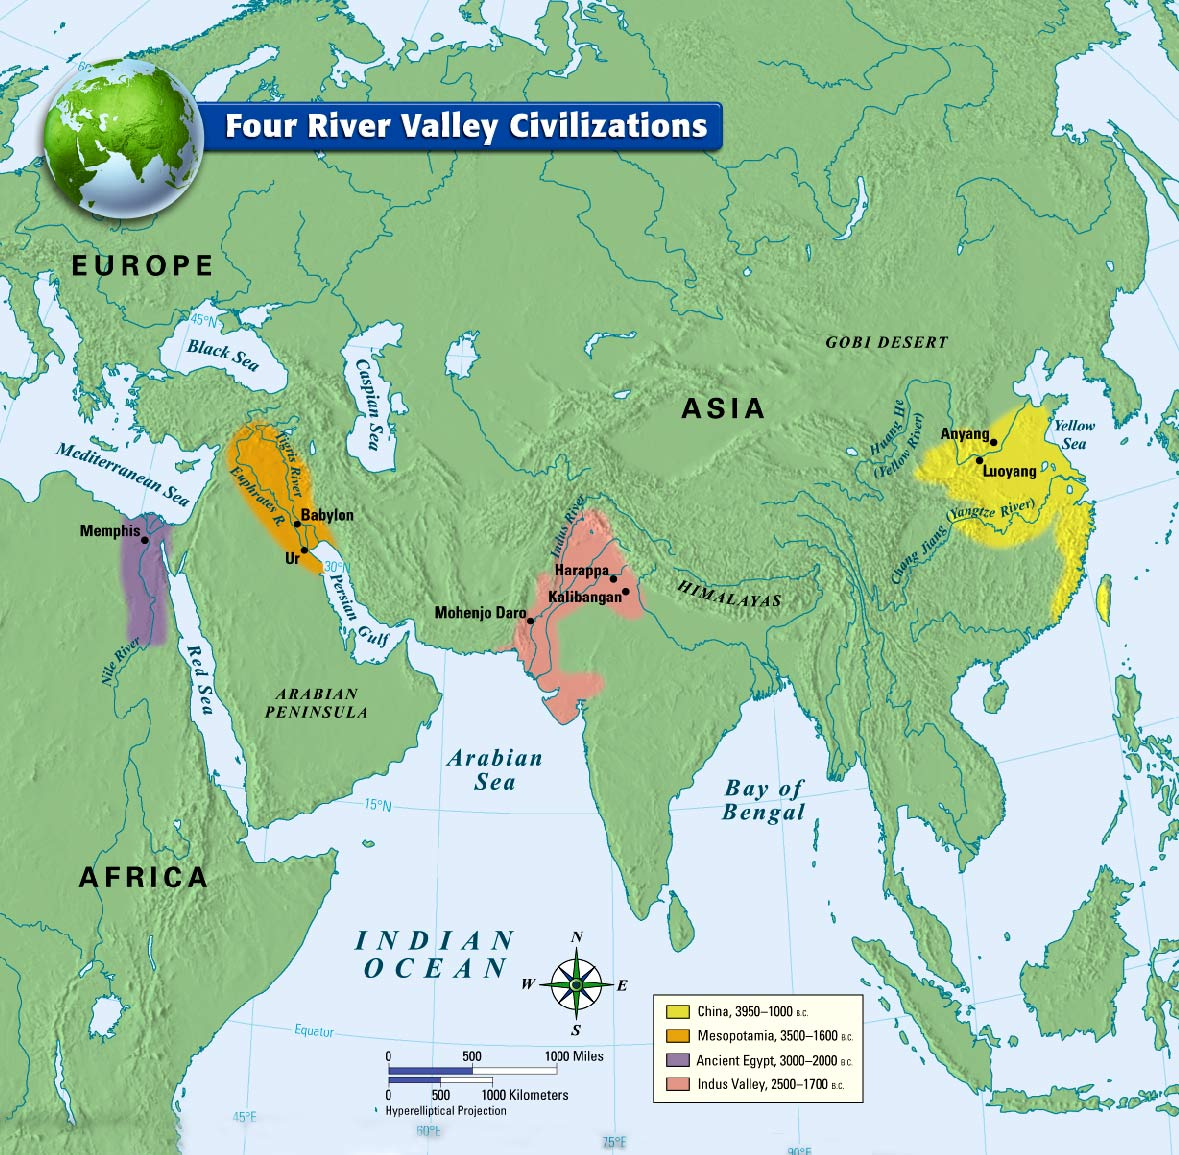 Four River Valley Civilizations
EUROPE
45°N
Black Sea
Caspian Sea
GOBI DESERT
ASIA
Huang He
(Yellow River)
Anyang
Yellow
Sea
Luoyang
Mediterranean Sea
Tigris River
Euphrates R.
Babylon
Memphis
Ur
30°N
Indus River
Chang Jiang (Yangtze River)
Harappa
Kalibangan
HIMALAYAS
Mohenjo Daro
Persian Gulf
Nile River
Red Sea
ARABIAN
PENINSULA
Arabian
Sea
Bay of
Bengal
15°N
AFRICA
INDIAN
OCEAN
N
W
E
S
Equator
0 500 1000 Miles
0 500 1000 Kilometers
Hyperelliptical Projection
China, 3950–1000 B.C.
Mesopotamia, 3500–1600 B.C.
Ancient Egypt, 3000–2000 B.C.
Indus Valley, 2500–1700 B.C.
45°E
60°E
75°E
90°E